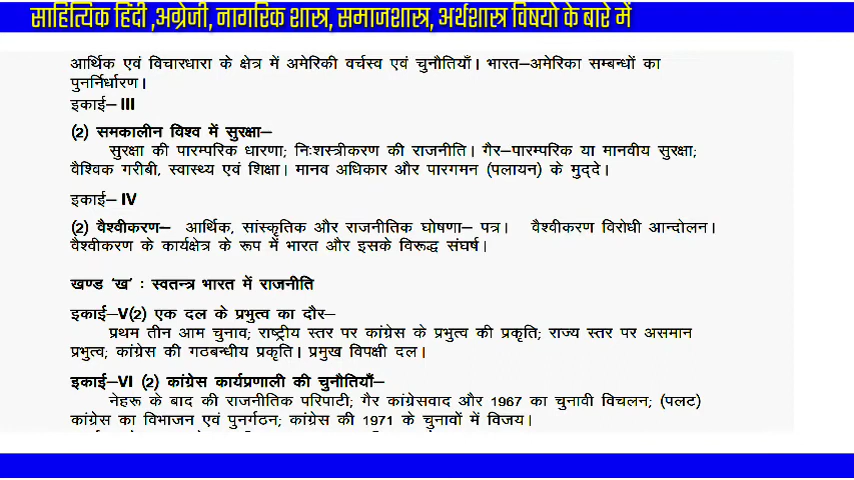 साहित्यिक हिंदी ,अग्रेजी, नागरिक शास्त्र, समाजशास्त्र, अर्थशास्त्र विषयो के बारे में
आर्थिक एवं विचारधारा के क्षेत्र में अमेरिकी वर्चस्व एवं चुनौतियाँ। भारत–अमेरिका सम्बन्धों का
पुनर्निर्धारण।
इकाई– III
(2) समकालीन विश्व में सुरक्षा–
सुरक्षा की पारम्परिक धारणा; निःशस्त्रीकरण की राजनीति। गैर–पारम्परिक या मानवीय सुरक्षा;
वैश्विक गरीबी, स्वास्थ्य एवं शिक्षा। मानव अधिकार और पारगमन (पलायन) के मुद्दे।
इकाई– IV
(2) वैश्वीकरण– आर्थिक, सांस्कृतिक और राजनीतिक घोषणा– पत्र। वैश्वीकरण विरोधी आन्दोलन।
वैश्वीकरण के कार्यक्षेत्र के रूप में भारत और इसके विरूद्ध संघर्ष।
खण्ड 'ख' : स्वतन्त्र भारत में राजनीति
इकाई–V(2) एक दल के प्रभुत्व का दौर–
प्रथम तीन आम चुनाव; राष्ट्रीय स्तर पर कांग्रेस के प्रभुत्व की प्रकृति; राज्य स्तर पर असमान
प्रभुत्व; कांग्रेस की गठबन्धीय प्रकृति। प्रमुख विपक्षी दल।
इकाई–VI (2) कांग्रेस कार्यप्रणाली की चुनौतियाँ–
नेहरू के बाद की राजनीतिक परिपाटी; गैर कांग्रेसवाद और 1967 का चुनावी विचलन; (पलट)
कांग्रेस का विभाजन एवं पुनर्गठन; कांग्रेस की 1971 के चुनावों में विजय।